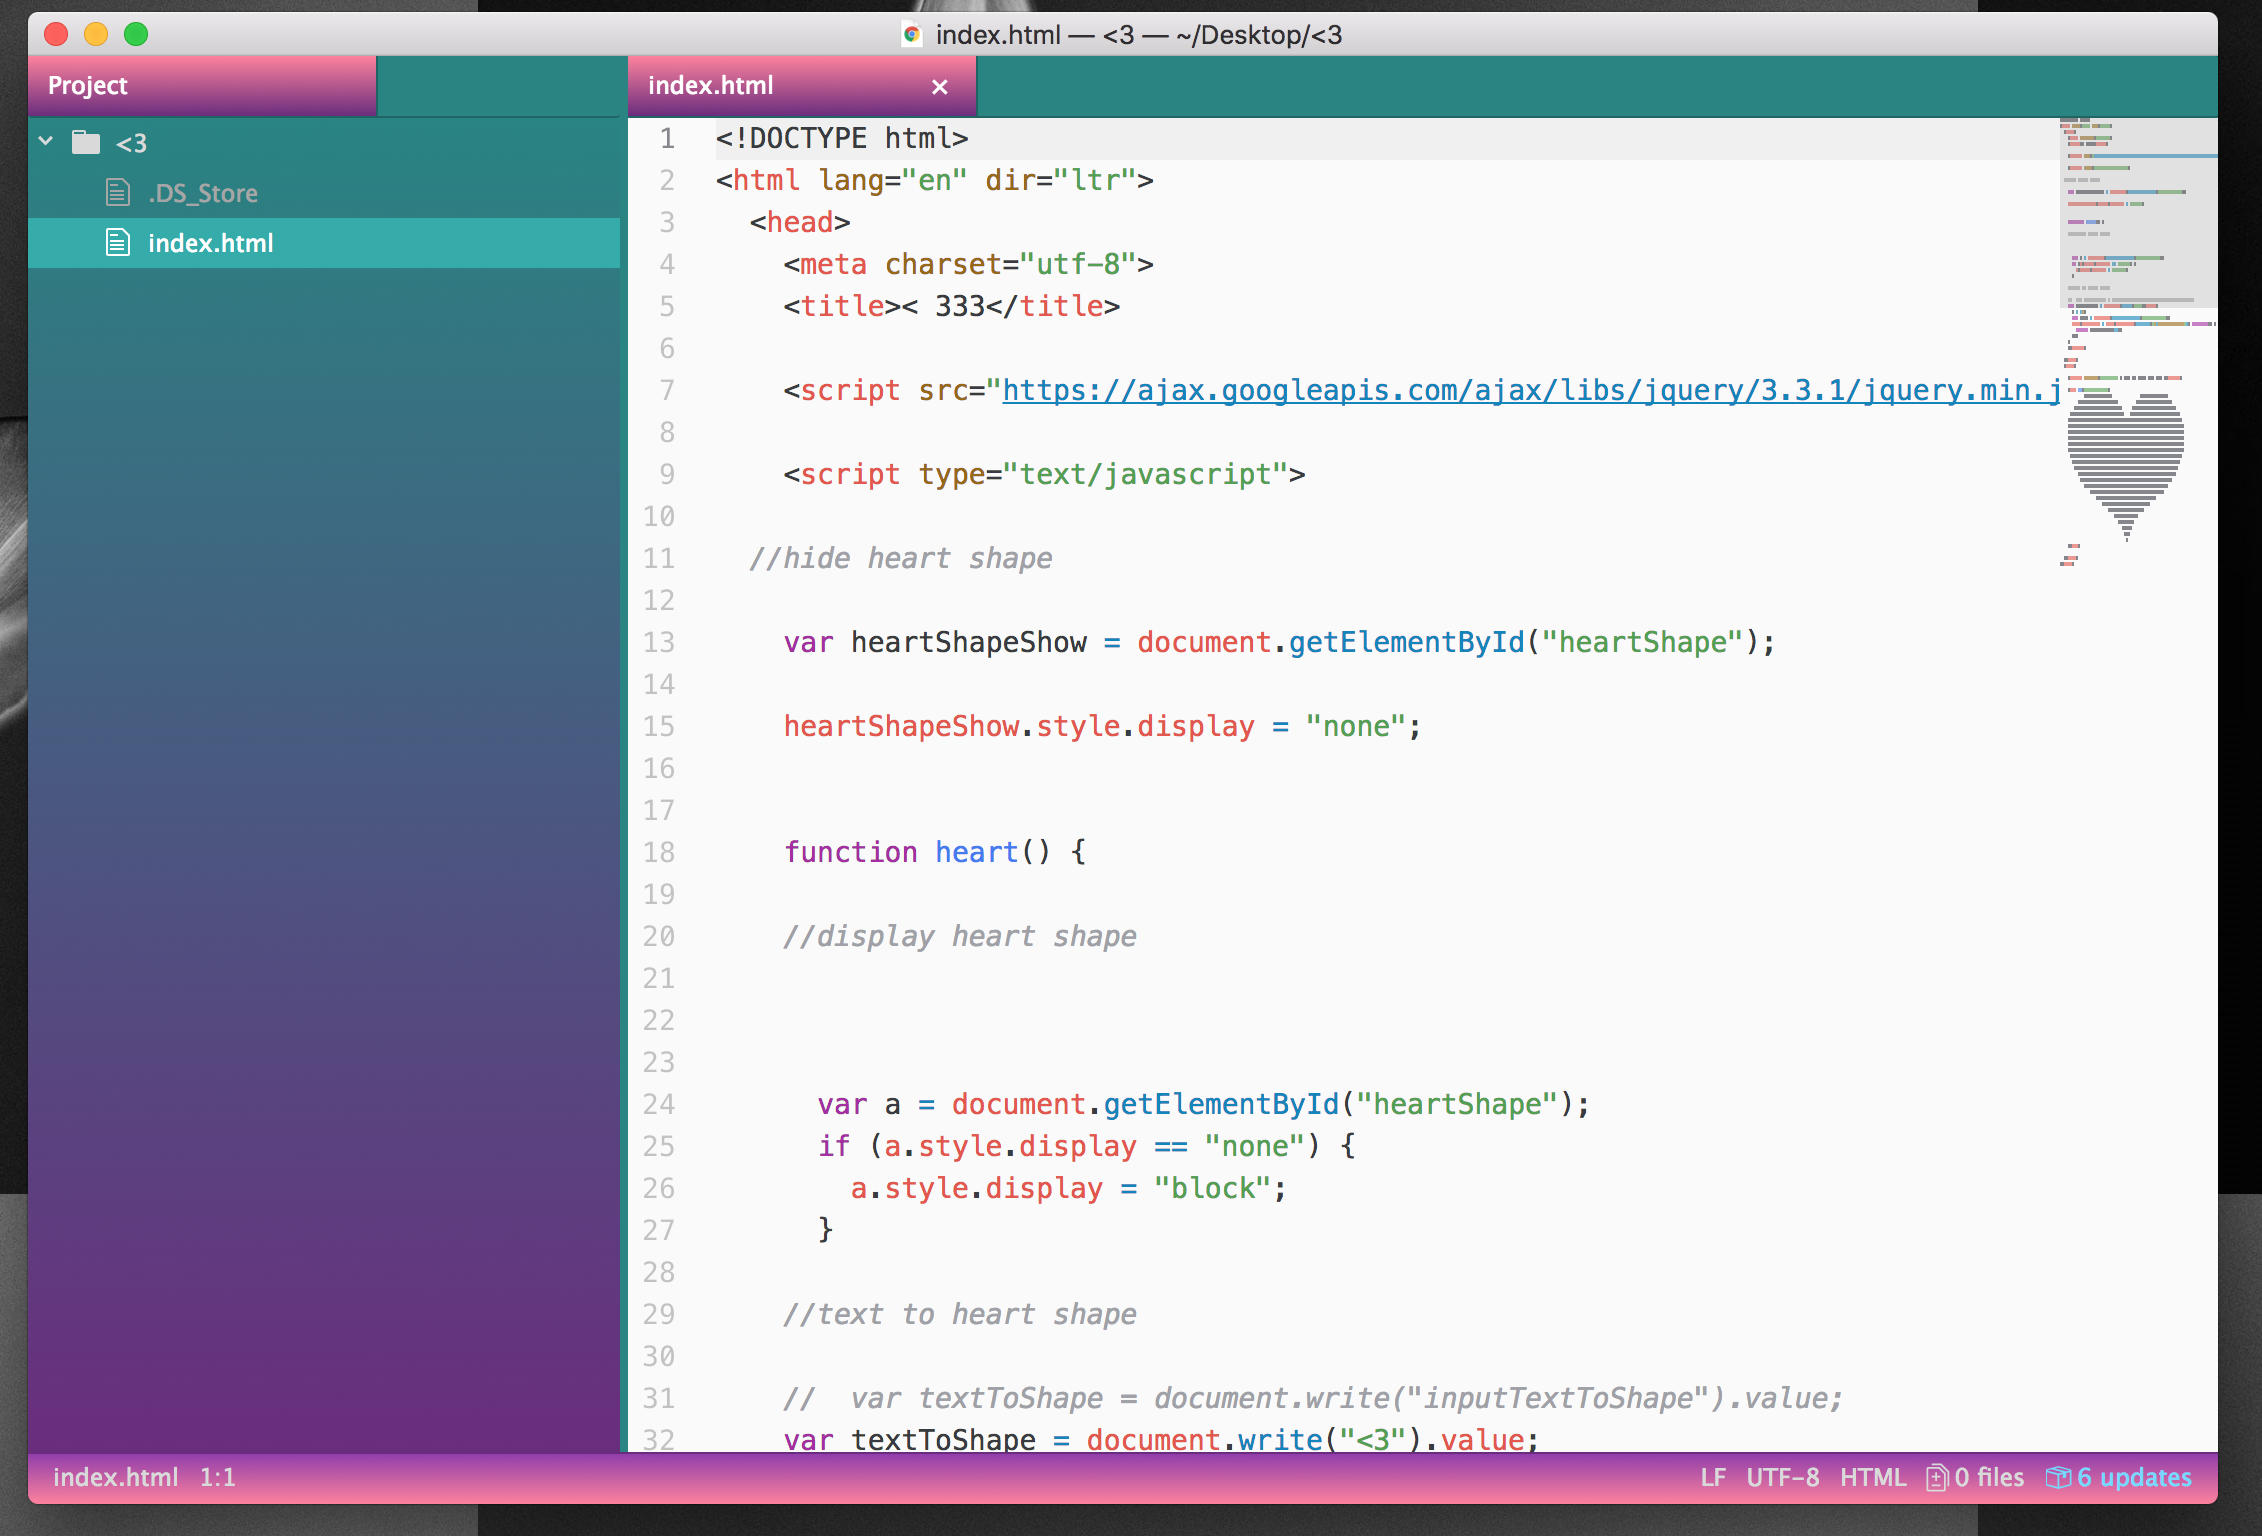 index.html — <3 — ~/Desktop/<3
Project
index.html ×
<3
.DS_Store
index.html
1 <!DOCTYPE html>
2 <html lang="en" dir="ltr">
3 <head>
4 <meta charset="utf-8">
5 <title>< 333</title>
6
7 <script src="https://ajax.googleapis.com/ajax/libs/jquery/3.3.1/jquery.min.j
8
9 <script type="text/javascript">
10
11 //hide heart shape
12
13 var heartShapeShow = document.getElementById("heartShape");
14
15 heartShapeShow.style.display = "none";
16
17
18 function heart() {
19
20 //display heart shape
21
22
23
24 var a = document.getElementById("heartShape");
25 if (a.style.display == "none") {
26 a.style.display = "block";
27 }
28
29 //text to heart shape
30
31 // var textToShape = document.write("inputTextToShape").value;
32 var textToShape = document.write("<3").value;
index.html 1:1
LF UTF-8 HTML 0 files 6 updates